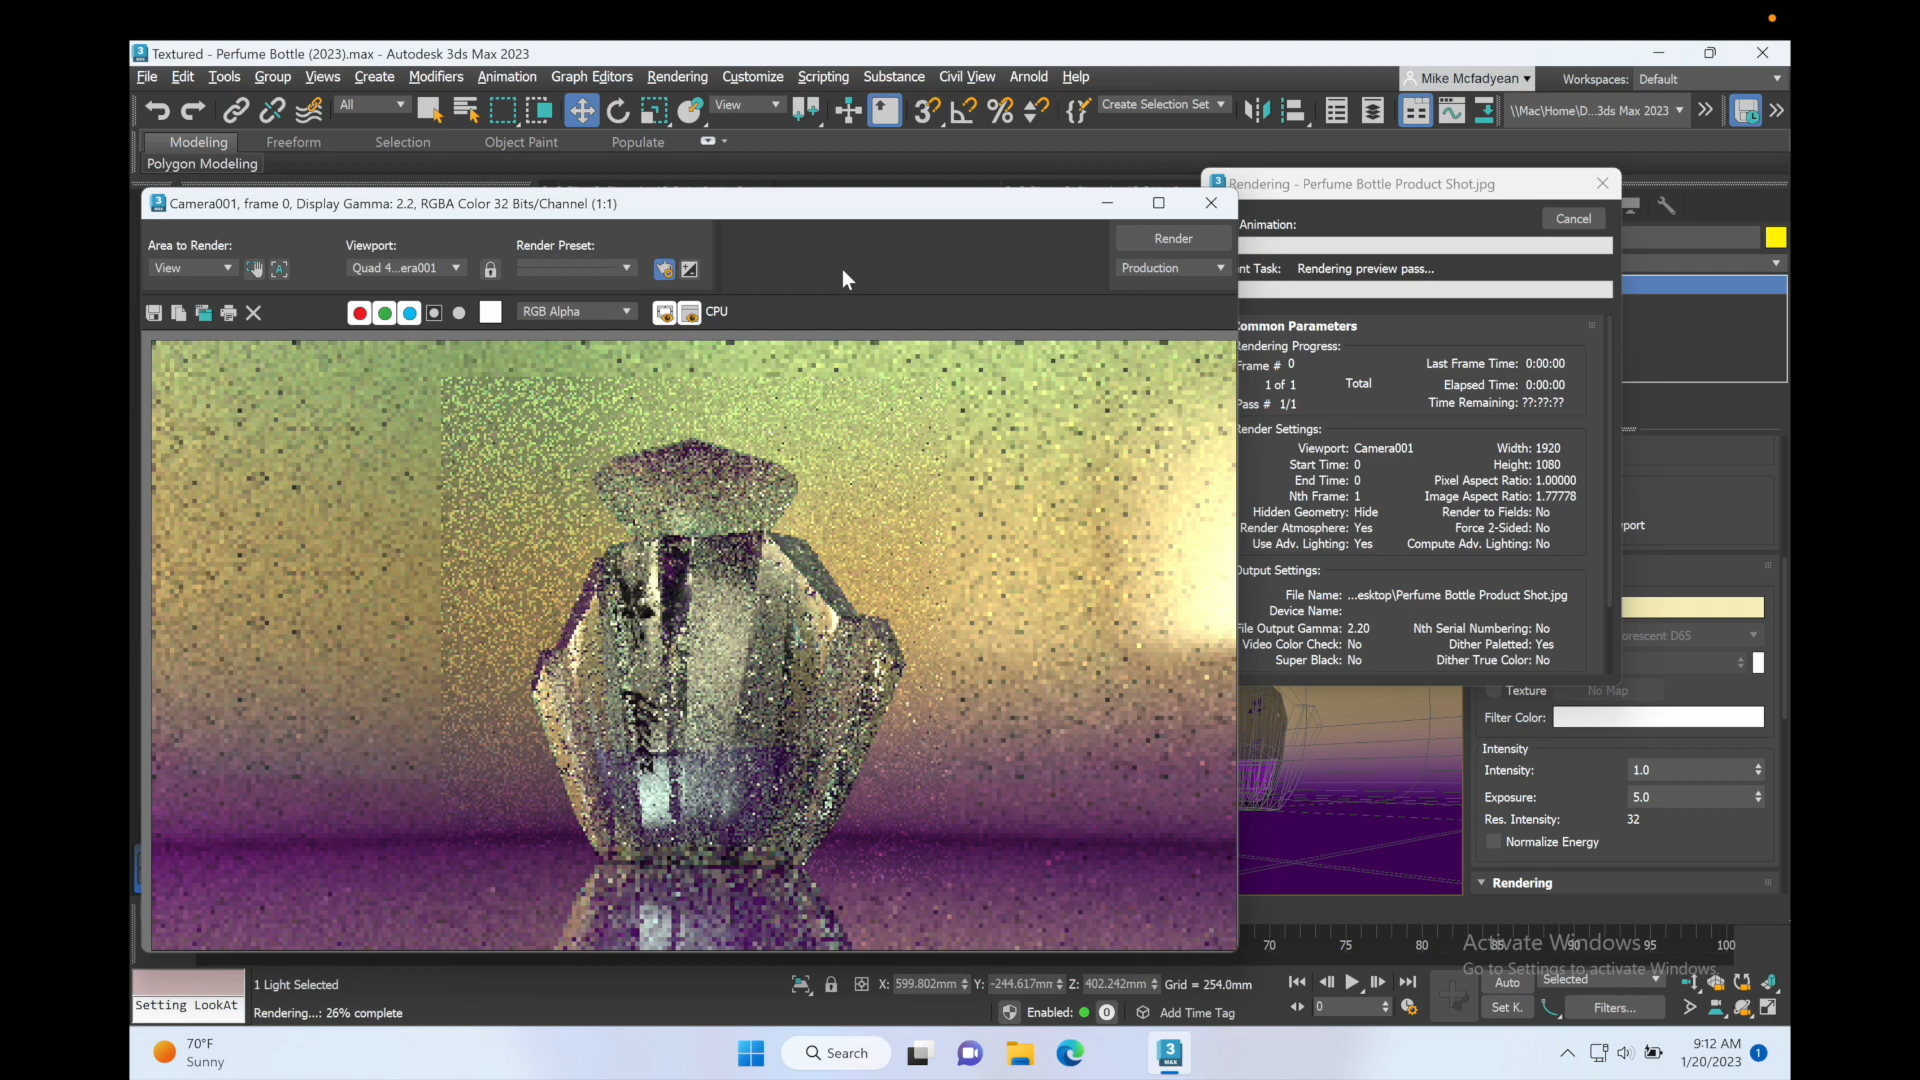 Textured - Perfume Bottle (2023).max - Autodesk 3ds Max 2023
File Edit Tools Group Views Create Modifiers Animation Graph Editors Rendering Customize Scripting Substance Civil View Arnold Help
Mike Mcfadyean
Workspaces: Default
All
View
Create Selection Set
\\Mac\Home\D...3ds Max 2023
Modeling Freeform Selection Object Paint Populate
Polygon Modeling
Rendering - Perfume Bottle Product Shot.jpg
Camera001, frame 0, Display Gamma: 2.2, RGBA Color 32 Bits/Channel (1:1)
Cancel
Animation:
Area to Render:
Viewport:
Render Preset:
Render
View
Quad 4...era001
Production
nt Task: Rendering preview pass...
RGB Alpha
CPU
Common Parameters
Rendering Progress:
Frame # 0
Last Frame Time: 0:00:00
1 of 1
Total
Elapsed Time: 0:00:00
Pass # 1/1
Time Remaining: ??:??:??
Render Settings:
Viewport: Camera001
Width: 1920
Start Time: 0
Height: 1080
End Time: 0
Pixel Aspect Ratio: 1.00000
Nth Frame: 1
Image Aspect Ratio: 1.77778
Hidden Geometry: Hide
Render to Fields: No
Render Atmosphere: Yes
Force 2-Sided: No
Use Adv. Lighting: Yes
Compute Adv. Lighting: No
port
Output Settings:
File Name: ...esktop\Perfume Bottle Product Shot.jpg
Device Name:
File Output Gamma: 2.20
Nth Serial Numbering: No
Video Color Check: No
Dither Paletted: Yes
Super Black: No
Dither True Color: No
orescent D65
Texture
No Map
Filter Color:
Intensity
Intensity: 1.0
Exposure: 5.0
Res. Intensity: 32
Normalize Energy
Rendering
70 75 80 85 90 95 100
Activate Windows
Go to Settings to activate Windows.
1 Light Selected
X: 599.802mm Y: -244.617mm Z: 402.242mm Grid = 254.0mm
Auto
Selected
Setting LookAt
Rendering...: 26% complete
Enabled:
0
Add Time Tag
0
Set K.
Filters...
70°F
Sunny
Search
9:12 AM
1/20/2023
1